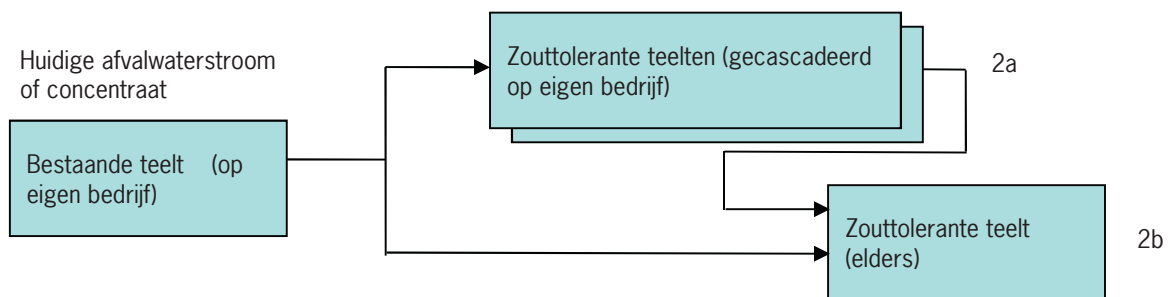 Huidige afvalwaterstroom
of concentraat
Bestaande teelt (op
eigen bedrijf)
Zouttolerante teelten (gecascadeerd
op eigen bedrijf)
2a
Zouttolerante teelt
(elders)
2b